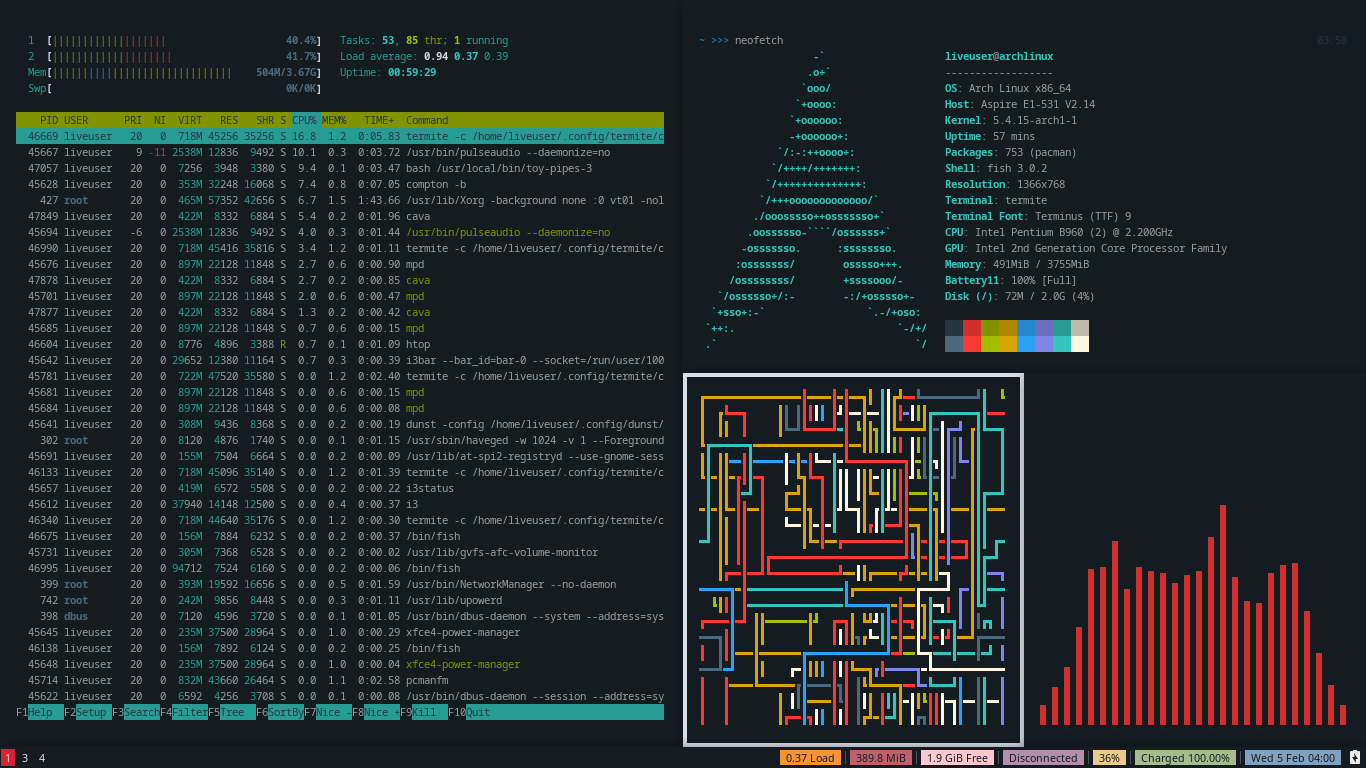 1 [||||||||||||||||||| 40.4%] Tasks: 53, 85 thr; 1 running
2 [|||||||||||||||||||| 41.7%] Load average: 0.94 0.37 0.39
Mem[|||||||||||||||||||||||||||||| 504M/3.67G] Uptime: 00:59:29
Swp[ 0K/0K]
PID USER PRI NI VIRT RES SHR S CPU% MEM% TIME+ Command
46669 liveuser 20 0 718M 45256 35256 S 16.8 1.2 0:05.83 termite -c /home/liveuser/.config/termite/c
45667 liveuser 9 -11 2538M 12836 9492 S 10.1 0.3 0:03.72 /usr/bin/pulseaudio --daemonize=no
47057 liveuser 20 0 7256 3948 3380 S 9.4 0.1 0:03.47 bash /usr/local/bin/toy-pipes-3
45628 liveuser 20 0 353M 32248 16068 S 7.4 0.8 0:07.05 compton -b
427 root 20 0 465M 57352 42656 S 6.7 1.5 1:43.66 /usr/lib/Xorg -background none :0 vt01 -nol
47849 liveuser 20 0 422M 8332 6884 S 5.4 0.2 0:01.96 cava
45694 liveuser -6 0 2538M 12836 9492 S 4.0 0.3 0:01.44 /usr/bin/pulseaudio --daemonize=no
46990 liveuser 20 0 718M 45416 35816 S 3.4 1.2 0:01.11 termite -c /home/liveuser/.config/termite/c
45676 liveuser 20 0 897M 22128 11848 S 2.7 0.6 0:00.90 mpd
47878 liveuser 20 0 422M 8332 6884 S 2.7 0.2 0:00.85 cava
45701 liveuser 20 0 897M 22128 11848 S 2.0 0.6 0:00.47 mpd
47877 liveuser 20 0 422M 8332 6884 S 1.3 0.2 0:00.42 cava
45685 liveuser 20 0 897M 22128 11848 S 0.7 0.6 0:00.15 mpd
46604 liveuser 20 0 8776 4896 3388 R 0.7 0.1 0:01.09 htop
45642 liveuser 20 0 29652 12380 11164 S 0.7 0.3 0:00.39 i3bar --bar_id=bar-0 --socket=/run/user/100
45781 liveuser 20 0 722M 47520 35580 S 0.0 1.2 0:02.40 termite -c /home/liveuser/.config/termite/c
45681 liveuser 20 0 897M 22128 11848 S 0.0 0.6 0:00.15 mpd
45684 liveuser 20 0 897M 22128 11848 S 0.0 0.6 0:00.08 mpd
45641 liveuser 20 0 308M 9436 8368 S 0.0 0.2 0:00.19 dunst -config /home/liveuser/.config/dunst/
302 root 20 0 8120 4876 1740 S 0.0 0.1 0:01.15 /usr/sbin/haveged -w 1024 -v 1 --Foreground
45691 liveuser 20 0 155M 7504 6664 S 0.0 0.2 0:00.09 /usr/lib/at-spi2-registryd --use-gnome-sess
46133 liveuser 20 0 718M 45096 35140 S 0.0 1.2 0:01.39 termite -c /home/liveuser/.config/termite/c
45657 liveuser 20 0 419M 6572 5508 S 0.0 0.2 0:00.22 i3status
45612 liveuser 20 0 37940 14148 12500 S 0.0 0.4 0:00.37 i3
46340 liveuser 20 0 718M 44640 35176 S 0.0 1.2 0:00.30 termite -c /home/liveuser/.config/termite/c
46675 liveuser 20 0 156M 7884 6232 S 0.0 0.2 0:00.37 /bin/fish
45731 liveuser 20 0 305M 7368 6528 S 0.0 0.2 0:00.02 /usr/lib/gvfs-afc-volume-monitor
46995 liveuser 20 0 94712 7524 6160 S 0.0 0.2 0:00.06 /bin/fish
399 root 20 0 393M 19592 16656 S 0.0 0.5 0:01.59 /usr/bin/NetworkManager --no-daemon
742 root 20 0 242M 9856 8448 S 0.0 0.3 0:01.11 /usr/lib/upowerd
398 dbus 20 0 7120 4596 3720 S 0.0 0.1 0:01.05 /usr/bin/dbus-daemon --system --address=sys
45645 liveuser 20 0 235M 37500 28964 S 0.0 1.0 0:00.29 xfce4-power-manager
46138 liveuser 20 0 156M 7892 6124 S 0.0 0.2 0:00.25 /bin/fish
45648 liveuser 20 0 235M 37500 28964 S 0.0 1.0 0:00.04 xfce4-power-manager
45714 liveuser 20 0 832M 43660 26464 S 0.0 1.1 0:02.58 pcmanfm
45622 liveuser 20 0 6592 4256 3708 S 0.0 0.1 0:00.08 /usr/bin/dbus-daemon --session --address=sy
F1Help F2Setup F3SearchF4FilterF5Tree F6SortByF7Nice -F8Nice +F9Kill F10Quit
~ >>> neofetch 03:58
-` liveuser@archlinux
.o+` ------------------
`ooo/ OS: Arch Linux x86_64
`+oooo: Host: Aspire E1-531 V2.14
`+oooooo: Kernel: 5.4.15-arch1-1
-+oooooo+: Uptime: 57 mins
`/:-:++oooo+: Packages: 753 (pacman)
`/++++/+++++++: Shell: fish 3.0.2
`/++++++++++++++: Resolution: 1366x768
`/+++ooooooooooooo/` Terminal: termite
./ooosssso++osssssso+` Terminal Font: Terminus (TTF) 9
.oossssso-````/ossssss+` CPU: Intel Pentium B960 (2) @ 2.200GHz
-osssssso. :ssssssso. GPU: Intel 2nd Generation Core Processor Family
:osssssss/ osssso+++. Memory: 491MiB / 3755MiB
/ossssssss/ +ssssooo/- Battery11: 100% [Full]
`/ossssso+/:- -:/+osssso+- Disk (/): 72M / 2.0G (4%)
`+sso+:-` `.-/+oso:
`++:. `-/+/
.` `/
1 3 4 0.37 Load 389.8 MiB 1.9 GiB Free Disconnected 36% Charged 100.00% Wed 5 Feb 04:00